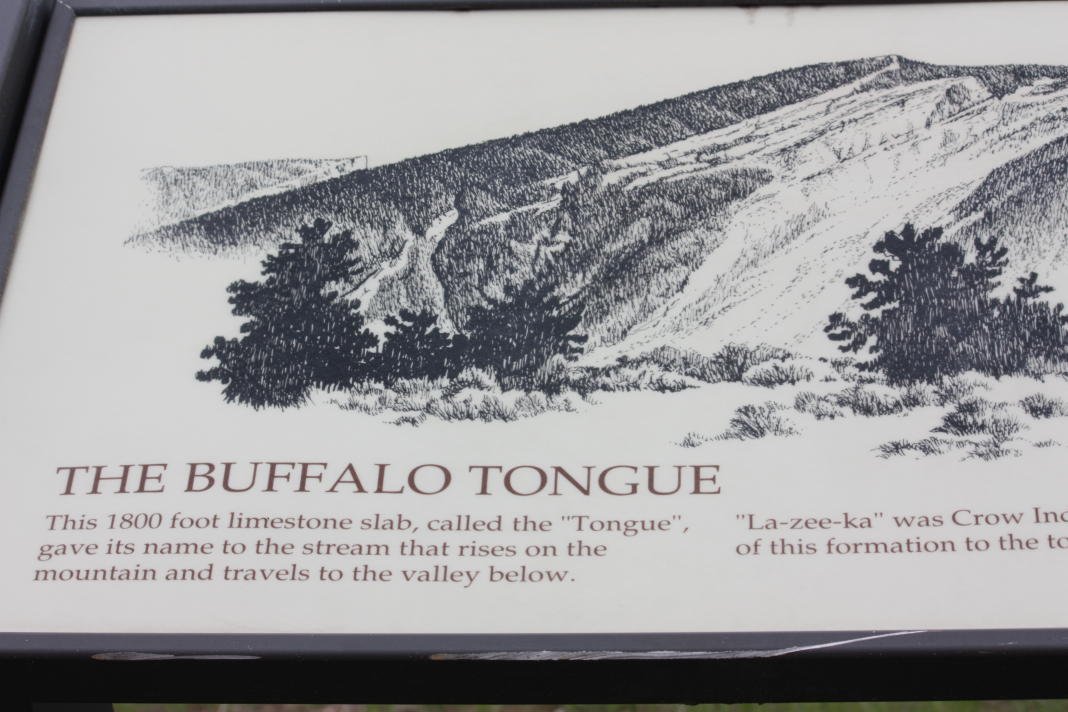 THE BUFFALO TONGUE
This 1800 foot limestone slab, called the "Tongue",
gave its name to the stream that rises on the
mountain and travels to the valley below.
"La-zee-ka" was Crow
of this formation to the